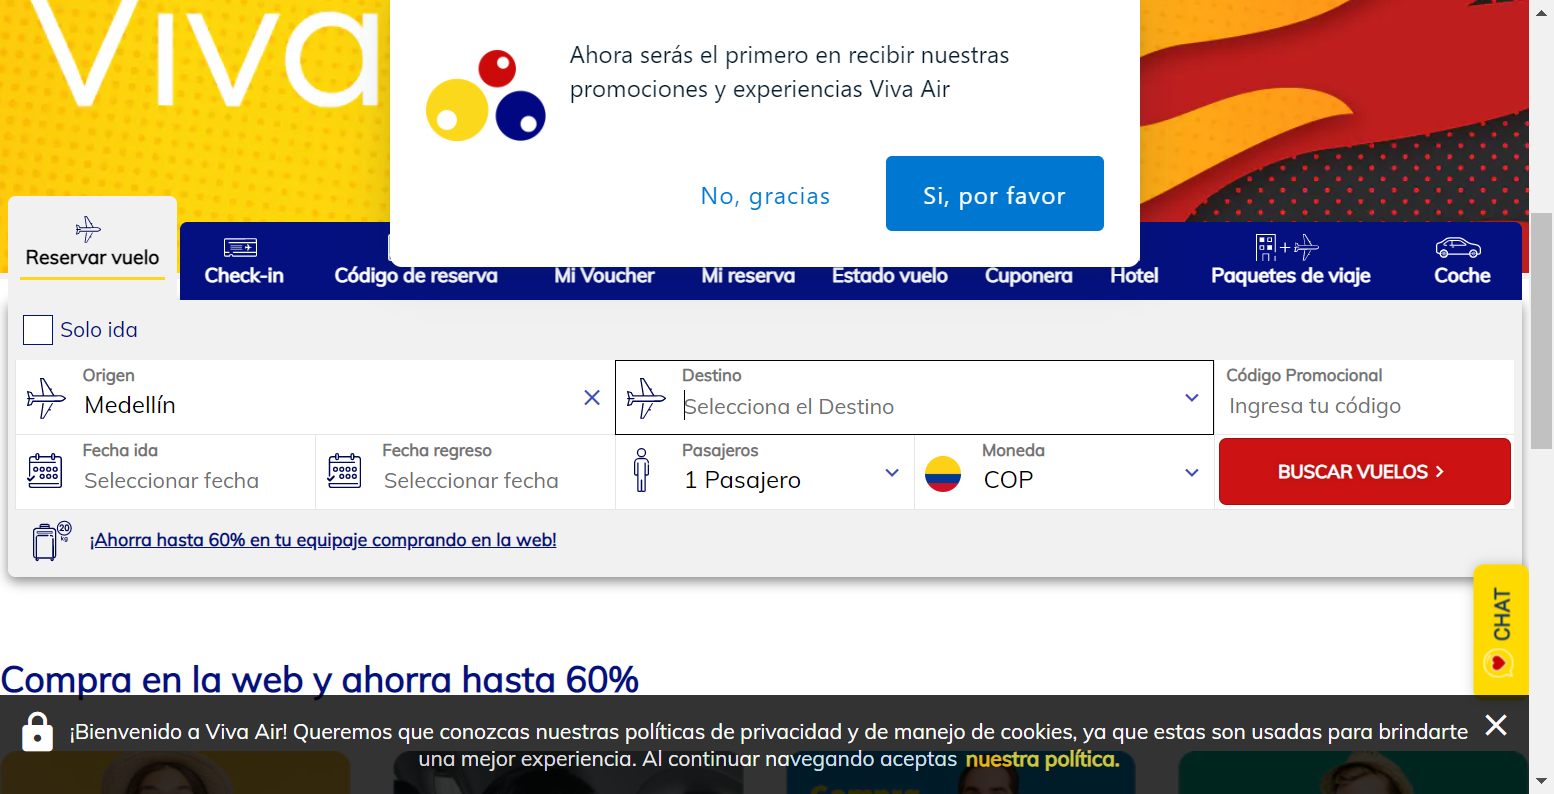 Viva
Ahora serás el primero en recibir nuestras
promociones y experiencias Viva Air
No, gracias
Si, por favor
Reservar vuelo
Check-in
Código de reserva
Mi Voucher
Mi reserva
Estado vuelo
Cuponera
Hotel
Paquetes de viaje
Coche
Solo ida
Origen
Medellín
Destino
Selecciona el Destino
Código Promocional
Ingresa tu código
Fecha ida
Seleccionar fecha
Fecha regreso
Seleccionar fecha
Pasajeros
1 Pasajero
Moneda
COP
BUSCAR VUELOS
20
kg
¡Ahorra hasta 60% en tu equipaje comprando en la web!
CHAT
Compra en la web y ahorra hasta 60%
¡Bienvenido a Viva Air! Queremos que conozcas nuestras políticas de privacidad y de manejo de cookies, ya que estas son usadas para brindarte
una mejor experiencia. Al continuar navegando aceptas nuestra política.
Compra